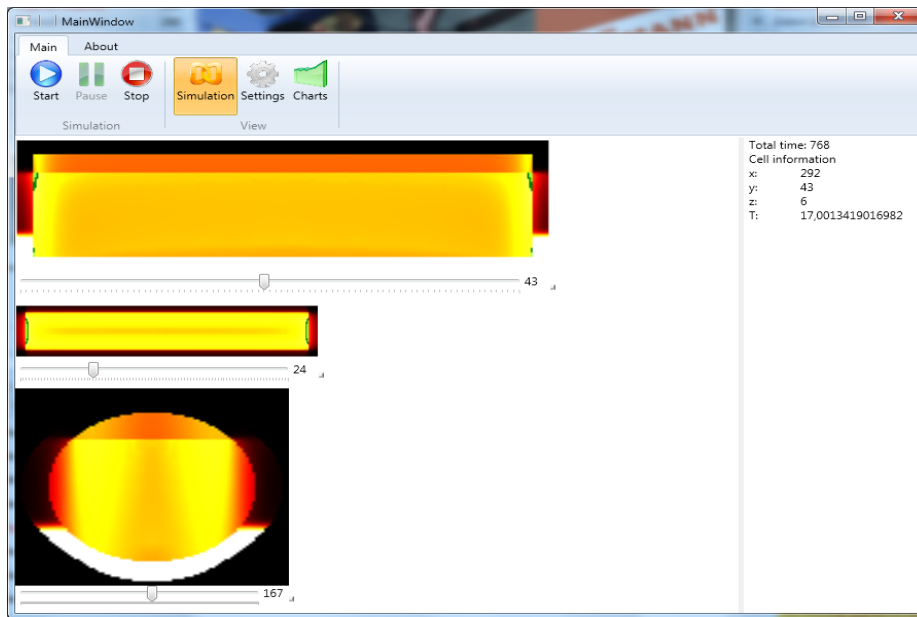 MainWindow
Main About
Start Pause Stop Simulation Settings Charts
Simulation View
Total time: 768
Cell information
x: 292
y: 43
z: 6
T: 17,0013419016982
43
24
167